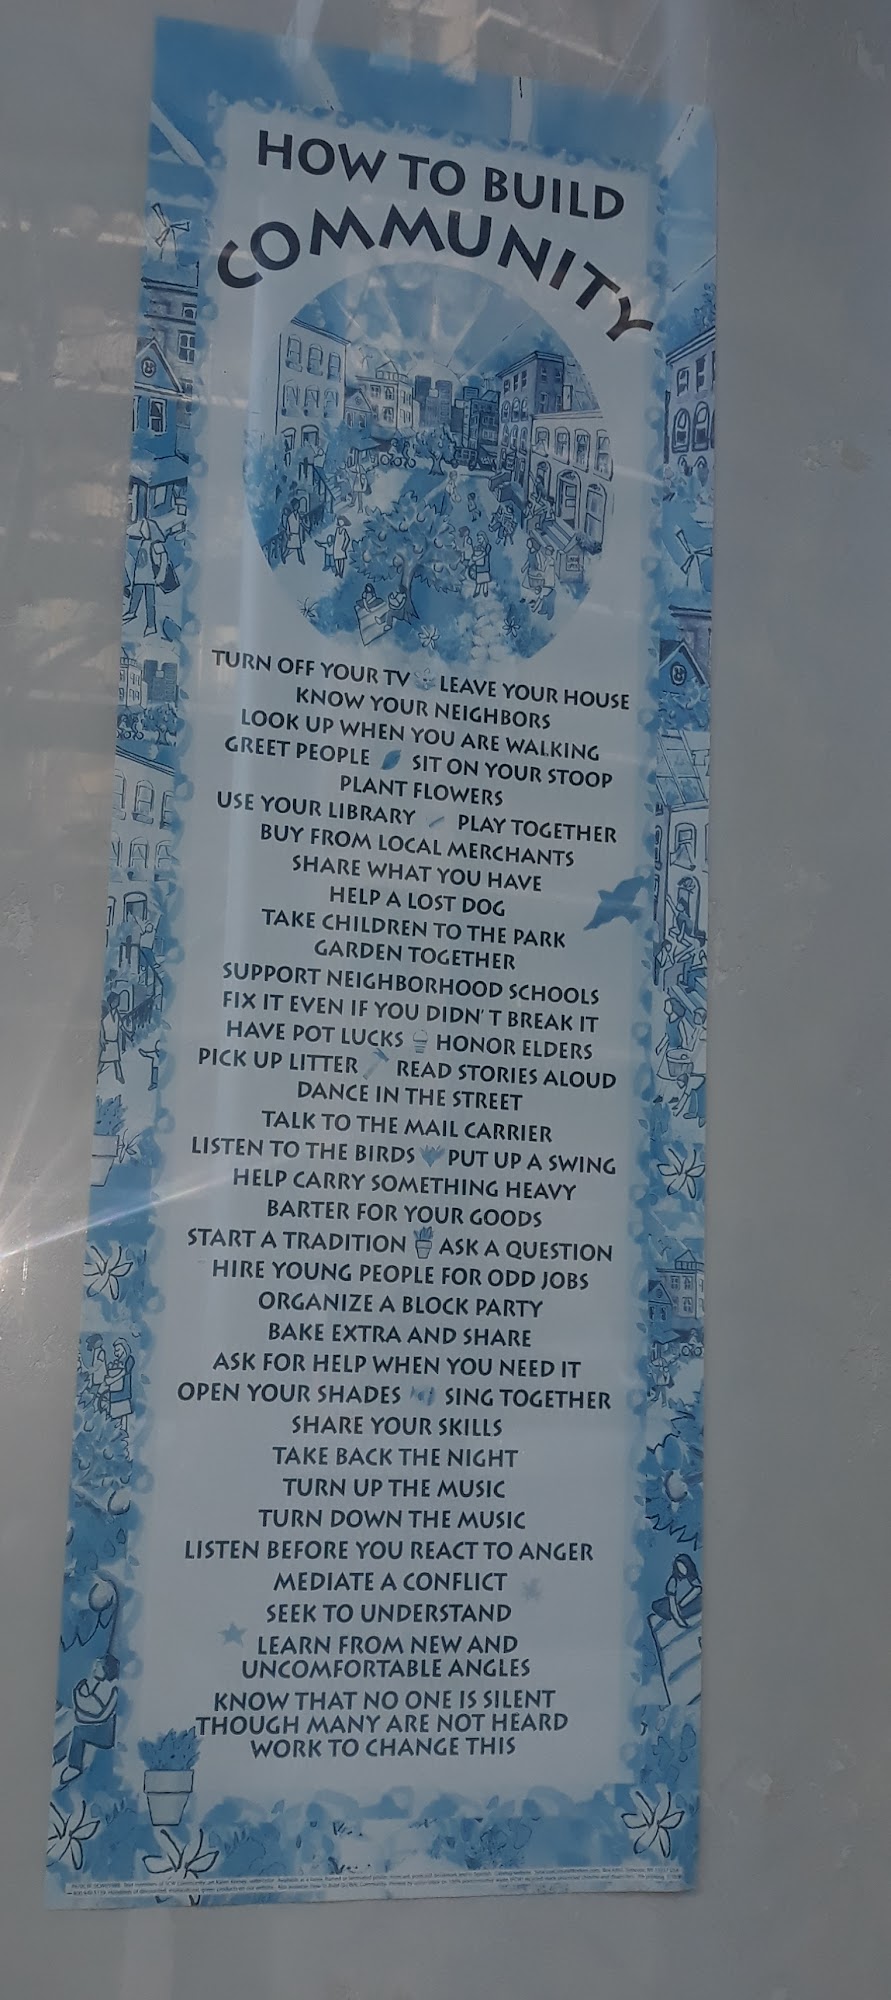 HOW TO BUILD
COMMUNITY
TURN OFF YOUR TV LEAVE YOUR HOUSE
KNOW YOUR NEIGHBORS
LOOK UP WHEN YOU ARE WALKING
GREET PEOPLE SIT ON YOUR STOOP
PLANT FLOWERS
USE YOUR LIBRARY PLAY TOGETHER
BUY FROM LOCAL MERCHANTS
SHARE WHAT YOU HAVE
HELP A LOST DOG
TAKE CHILDREN TO THE PARK
GARDEN TOGETHER
SUPPORT NEIGHBORHOOD SCHOOLS
FIX IT EVEN IF YOU DIDN'T BREAK IT
HAVE POT LUCKS HONOR ELDERS
PICK UP LITTER READ STORIES ALOUD
DANCE IN THE STREET
TALK TO THE MAIL CARRIER
LISTEN TO THE BIRDS PUT UP A SWING
HELP CARRY SOMETHING HEAVY
BARTER FOR YOUR GOODS
START A TRADITION ASK A QUESTION
HIRE YOUNG PEOPLE FOR ODD JOBS
ORGANIZE A BLOCK PARTY
BAKE EXTRA AND SHARE
ASK FOR HELP WHEN YOU NEED IT
OPEN YOUR SHADES SING TOGETHER
SHARE YOUR SKILLS
TAKE BACK THE NIGHT
TURN UP THE MUSIC
TURN DOWN THE MUSIC
LISTEN BEFORE YOU REACT TO ANGER
MEDIATE A CONFLICT
SEEK TO UNDERSTAND
LEARN FROM NEW AND
UNCOMFORTABLE ANGLES
KNOW THAT NO ONE IS SILENT
THOUGH MANY ARE NOT HEARD
WORK TO CHANGE THIS